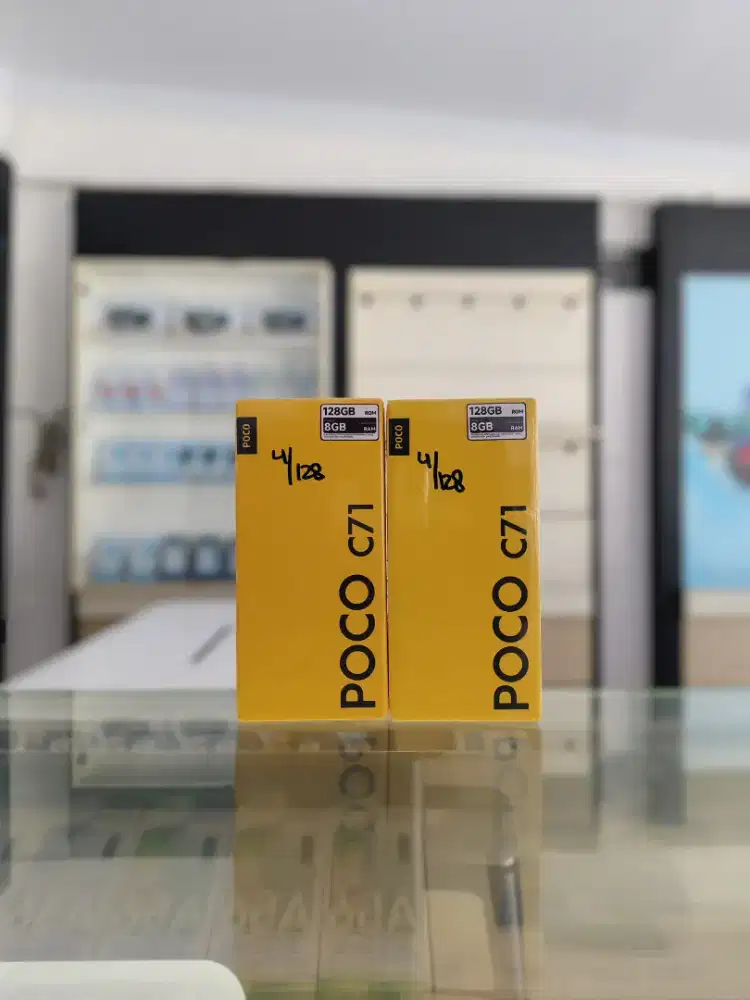 POCO
128GB ROM
8GB RAM
4/128
POCO C71
POCO
128GB ROM
8GB RAM
4/128
POCO C71